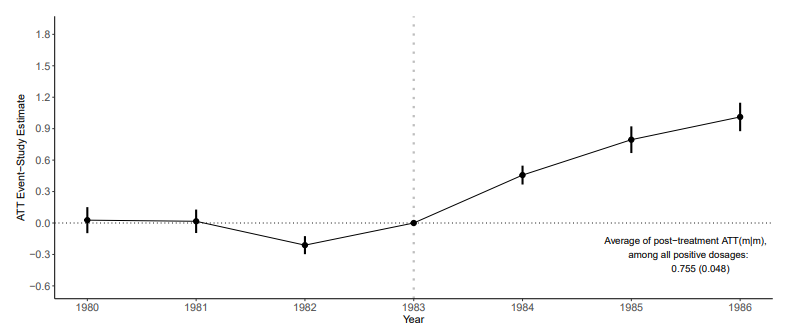 1.8
1.5
1.2
0.9
0.6
0.3
0.0
−0.3
−0.6
ATT Event−Study Estimate
Average of post−treatment ATT(m|m),
among all positive dosages:
0.755 (0.048)
1980 1981 1982 1983 1984 1985 1986
Year